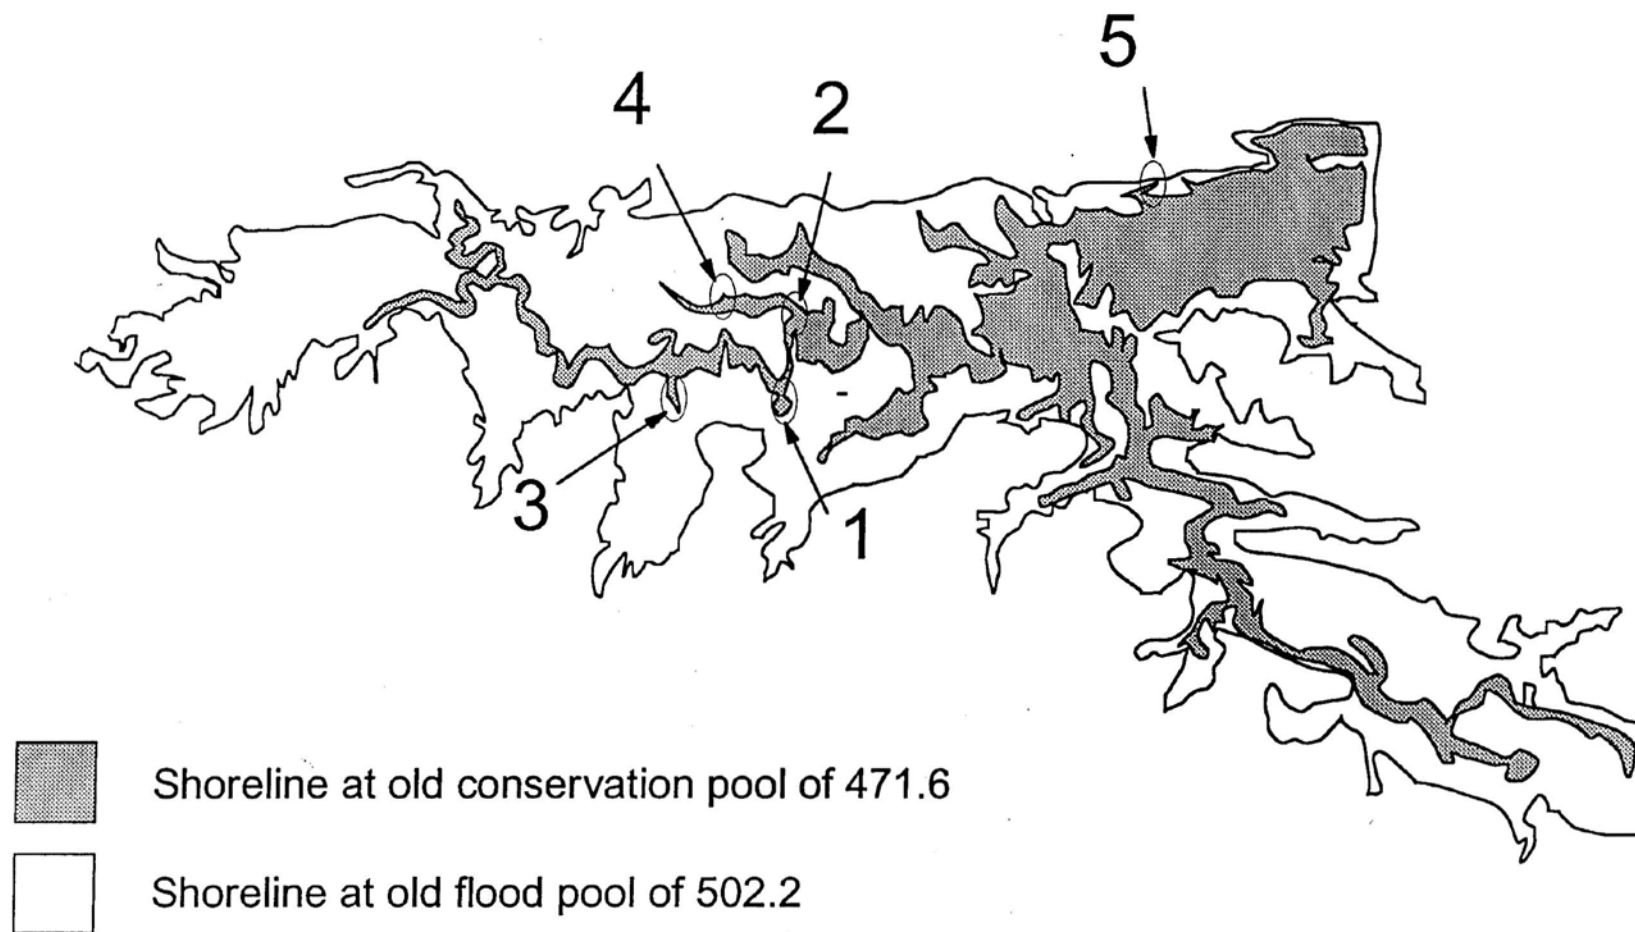 5
4
2
3
1
Shoreline at old conservation pool of 471.6
Shoreline at old flood pool of 502.2